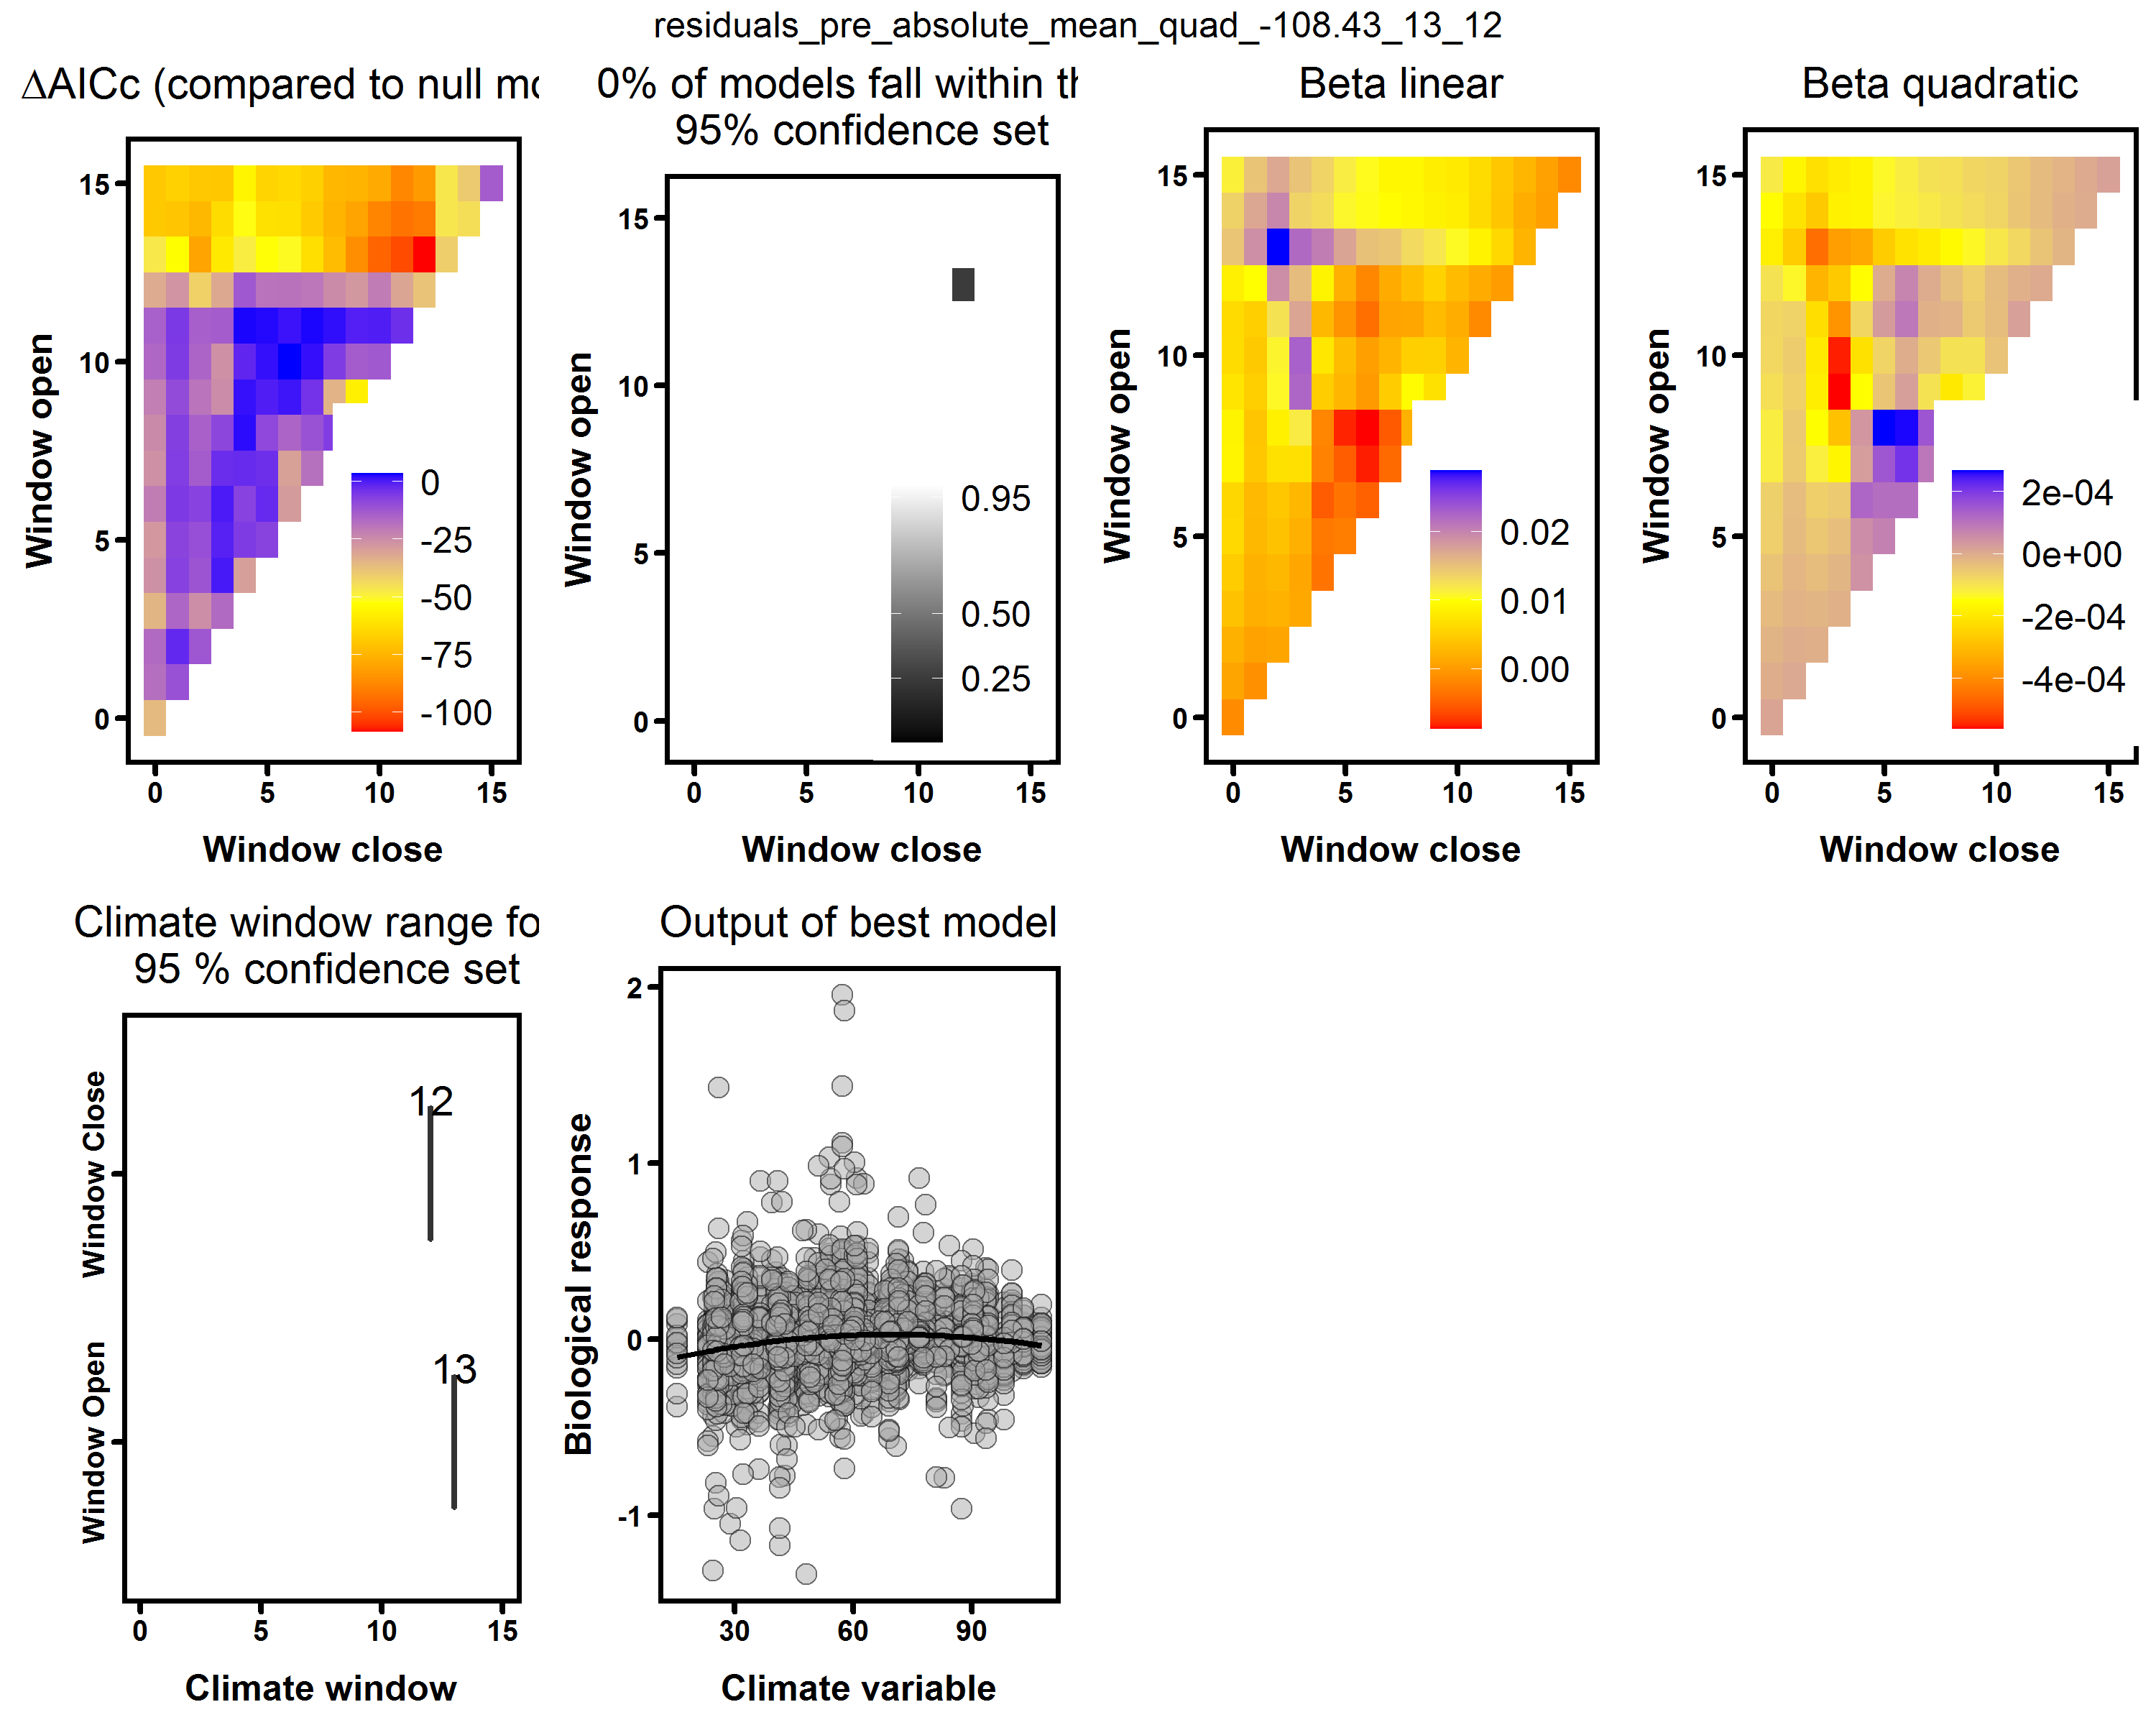 residuals_pre_absolute_mean_quad_-108.43_13_12
ΔAICc (compared to null mo
Window open
15
10
5
0
0
-25
-50
-75
-100
0
5
10
15
Window close
0% of models fall within th
95% confidence set
Window open
15
10
5
0
0.95
0.50
0.25
0
5
10
15
Window close
Beta linear
Window open
15
10
5
0
0.02
0.01
0.00
0
5
10
15
Window close
Beta quadratic
Window open
15
10
5
0
2e-04
0e+00
-2e-04
-4e-04
0
5
10
15
Window close
Climate window range fo
95 % confidence set
Window Close
Window Open
12
13
0
5
10
15
Climate window
Output of best model
Biological response
2
1
0
-1
30
60
90
Climate variable